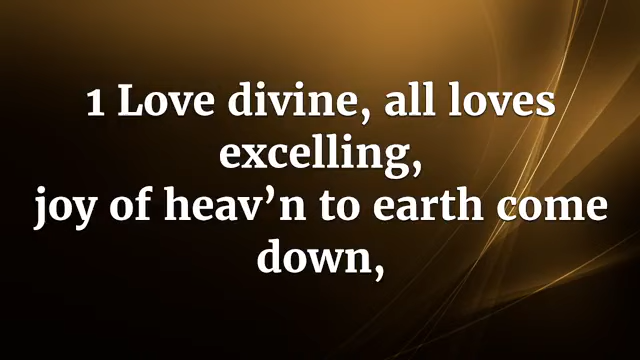 1 Love divine, all loves
excelling,
joy of heav’n to earth come
down,